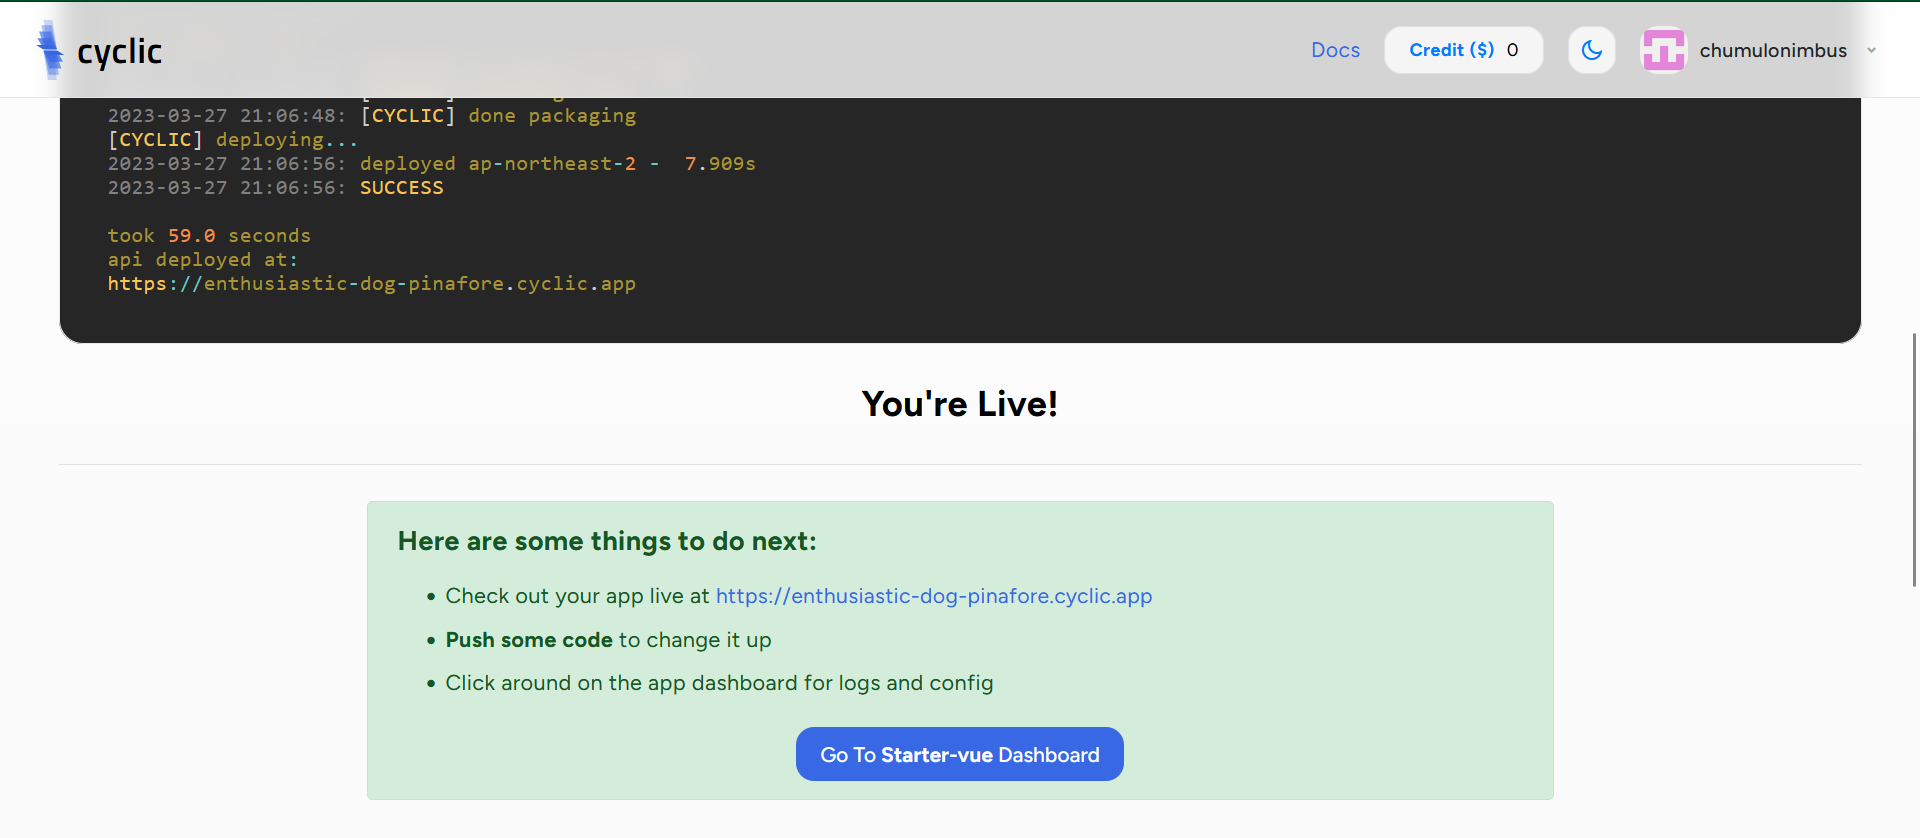 cyclic
Docs
Credit ($) 0
chumulonimbus
2023-03-27 21:06:48: [CYCLIC] done packaging
[CYCLIC] deploying...
2023-03-27 21:06:56: deployed ap-northeast-2 -  7.909s
2023-03-27 21:06:56: SUCCESS
took 59.0 seconds
api deployed at:
https://enthusiastic-dog-pinafore.cyclic.app
You're Live!
Here are some things to do next:
• Check out your app live at https://enthusiastic-dog-pinafore.cyclic.app
• Push some code to change it up
• Click around on the app dashboard for logs and config
Go To Starter-vue Dashboard